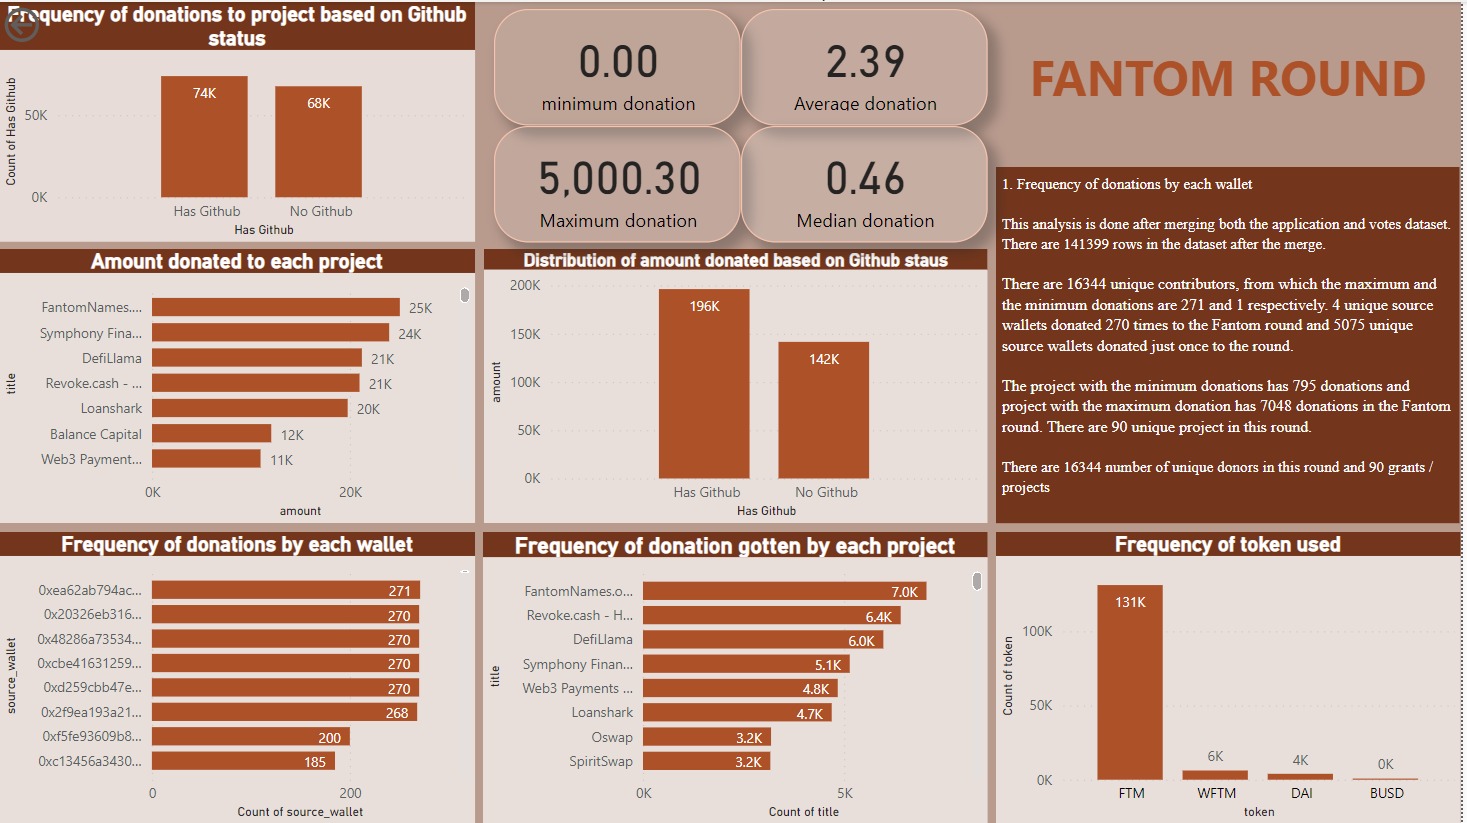 Frequency of donations to project based on Github
status
Count of Has Github
50K
0K
74K
68K
Has Github
No Github
Has Github
0.00
minimum donation
2.39
Average donation
5,000.30
Maximum donation
0.46
Median donation
FANTOM ROUND
1. Frequency of donations by each wallet
This analysis is done after merging both the application and votes dataset.
There are 141399 rows in the dataset after the merge.
There are 16344 unique contributors, from which the maximum and
the minimum donations are 271 and 1 respectively. 4 unique source
wallets donated 270 times to the Fantom round and 5075 unique
source wallets donated just once to the round.
The project with the minimum donations has 795 donations and
project with the maximum donation has 7048 donations in the Fantom
round. There are 90 unique project in this round.
There are 16344 number of unique donors in this round and 90 grants /
projects
Amount donated to each project
title
FantomNames.... 25K
Symphony Fina... 24K
DefiLlama 21K
Revoke.cash - ... 21K
Loanshark 20K
Balance Capital 12K
Web3 Payment... 11K
0K 20K
amount
Distribution of amount donated based on Github staus
amount
200K
150K
100K
50K
0K
196K
142K
Has Github
No Github
Has Github
Frequency of donations by each wallet
source_wallet
0xea62ab794ac... 271
0x20326eb316... 270
0x48286a73534... 270
0xcbe41631259... 270
0xd259cbb47e... 270
0x2f9ea193a21... 268
0xf5fe93609b8... 200
0xc13456a3430... 185
0 200
Count of source_wallet
Frequency of donation gotten by each project
title
FantomNames.o... 7.0K
Revoke.cash - H... 6.4K
DefiLlama 6.0K
Symphony Finan... 5.1K
Web3 Payments ... 4.8K
Loanshark 4.7K
Oswap 3.2K
SpiritSwap 3.2K
0K 5K
Count of title
Frequency of token used
Count of token
100K
50K
0K
131K
6K
4K
0K
FTM WFTM DAI BUSD
token